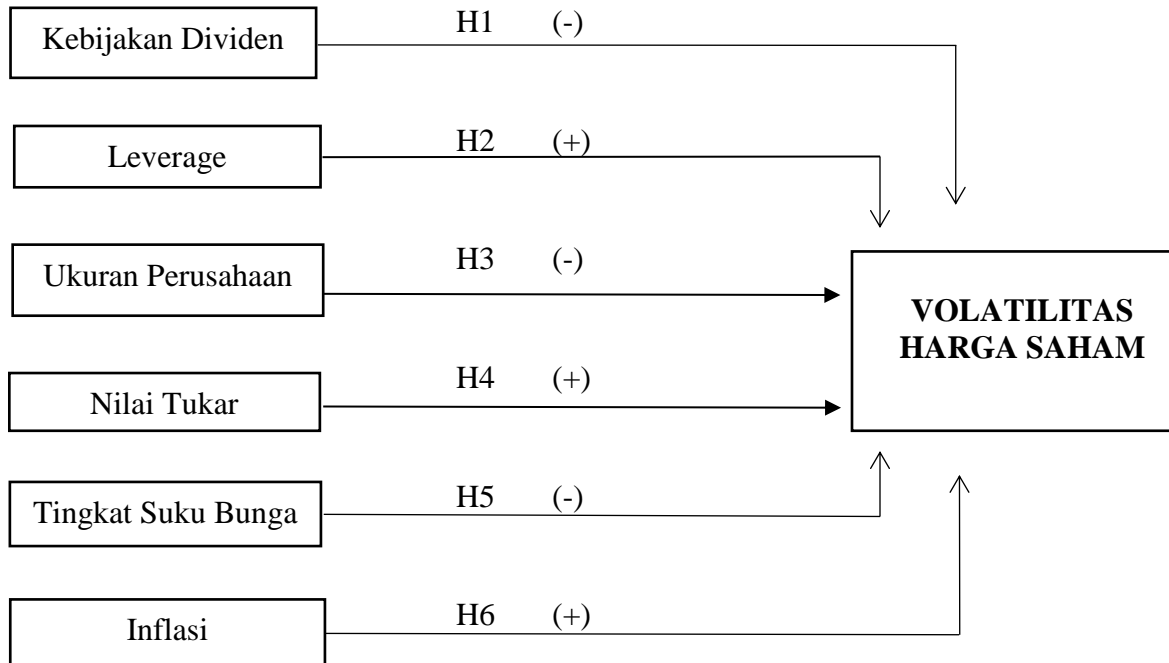 Kebijakan Dividen
H1 (-)
Leverage
H2 (+)
Ukuran Perusahaan
H3 (-)
VOLATILITAS
HARGA SAHAM
Nilai Tukar
H4 (+)
Tingkat Suku Bunga
H5 (-)
Inflasi
H6 (+)